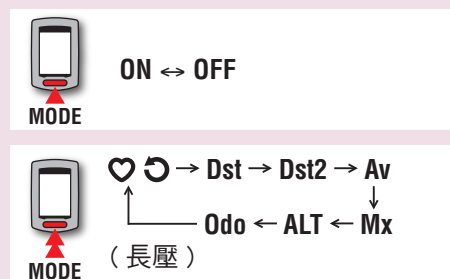 ON ↔ OFF
MODE
♡ ↺ → Dst → Dst2 → Av
↓
Odo ← ALT ← Mx
(長壓)
MODE